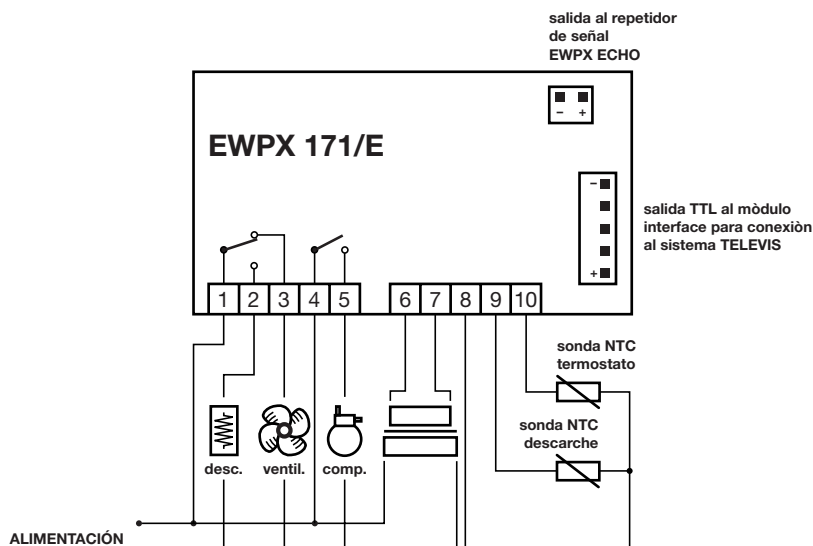 salida al repetidor
de señal
EWPX ECHO
- +
EWPX 171/E
-
salida TTL al mòdulo
interface para conexiòn
al sistema TELEVIS
+
1 2 3 4 5 6 7 8 9 10
sonda NTC
termostato
sonda NTC
descarche
desc. ventil. comp.
ALIMENTACIÓN